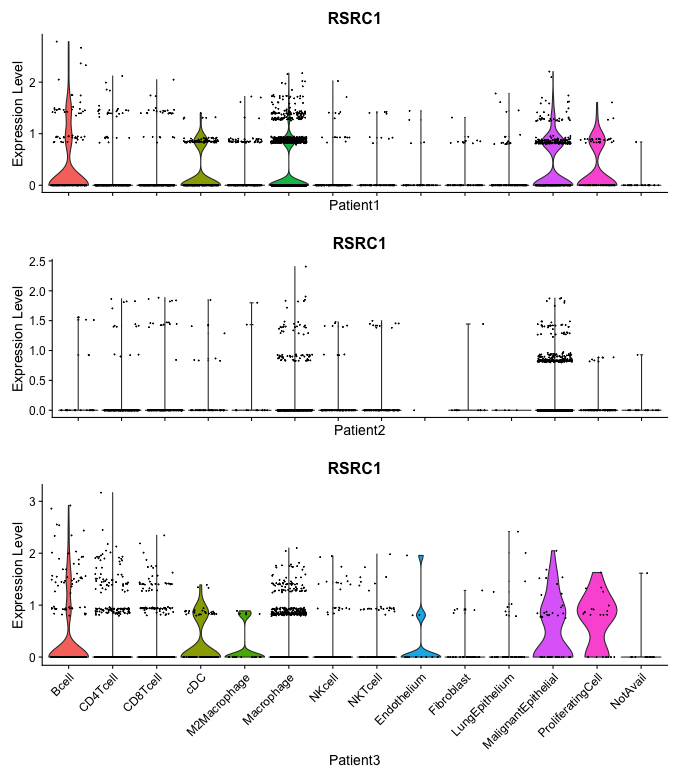 RSRC1
Expression Level
2
1
0
Patient1
RSRC1
Expression Level
2.5
2.0
1.5
1.0
0.5
0.0
Patient2
RSRC1
Expression Level
3
2
1
0
Bcell
CD4Tcell
CD8Tcell
cDC
M2Macrophage
Macrophage
NKcell
NKTcell
Endothelium
Fibroblast
LungEpithelium
MalignantEpithelial
ProliferatingCell
NotAvail
Patient3